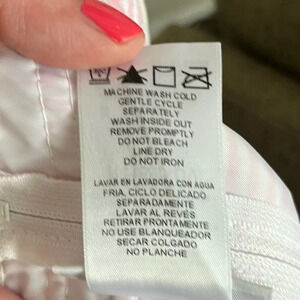 MACHINE WASH COLD
GENTLE CYCLE
SEPARATELY
WASH INSIDE OUT
REMOVE PROMPTLY
DO NOT BLEACH
LINE DRY
DO NOT IRON
LAVAR EN LAVADORA CON AGUA
FRIA, CICLO DELICADO
SEPARADAMENTE
LAVAR AL REVÉS
RETIRAR PRONTAMENTE
NO USE BLANQUEADOR
SECAR COLGADO
NO PLANCHE